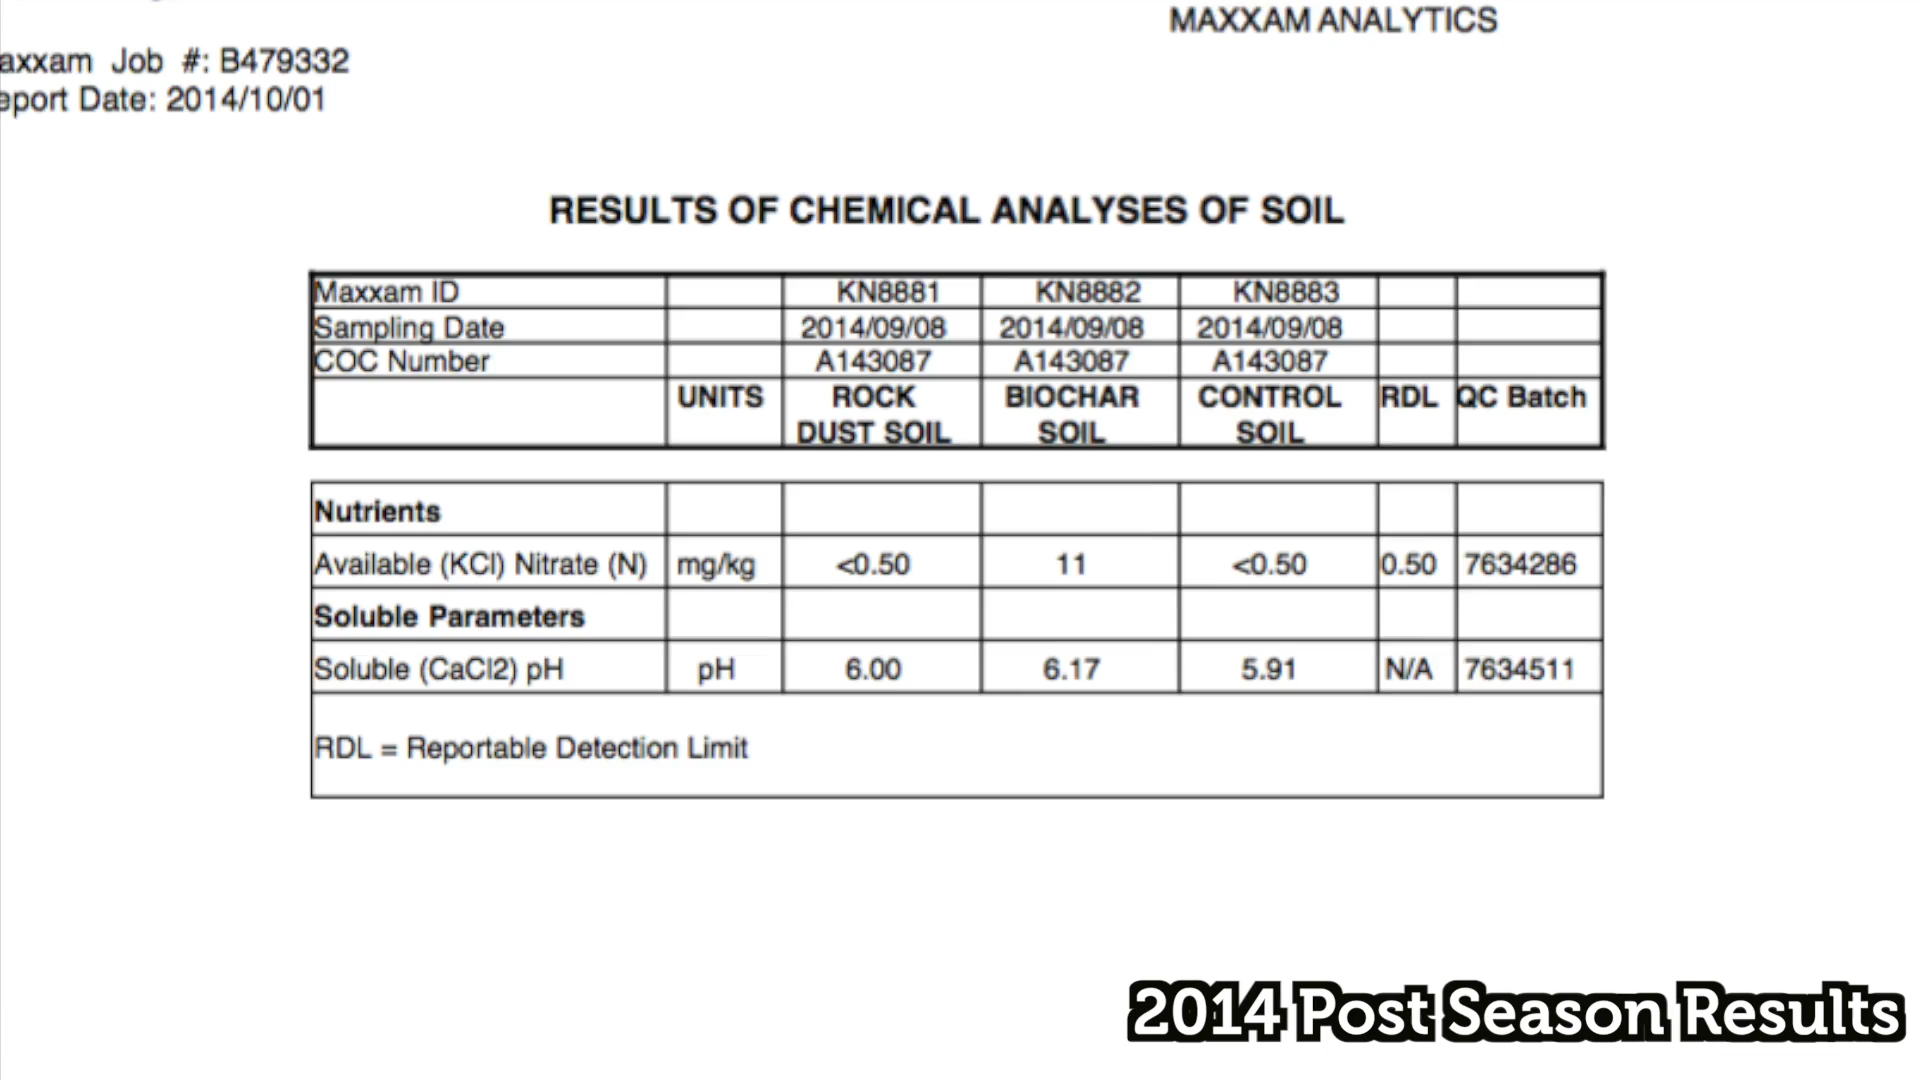 MAXXAM ANALYTICS
axxam Job #: B479332
eport Date: 2014/10/01
RESULTS OF CHEMICAL ANALYSES OF SOIL
Maxxam ID KN8881 KN8882 KN8883
Sampling Date 2014/09/08 2014/09/08 2014/09/08
COC Number A143087 A143087 A143087
UNITS ROCK BIOCHAR CONTROL RDL QC Batch
DUST SOIL SOIL SOIL
Nutrients
Available (KCl) Nitrate (N) mg/kg <0.50 11 <0.50 0.50 7634286
Soluble Parameters
Soluble (CaCl2) pH pH 6.00 6.17 5.91 N/A 7634511
RDL = Reportable Detection Limit
2014 Post Season Results